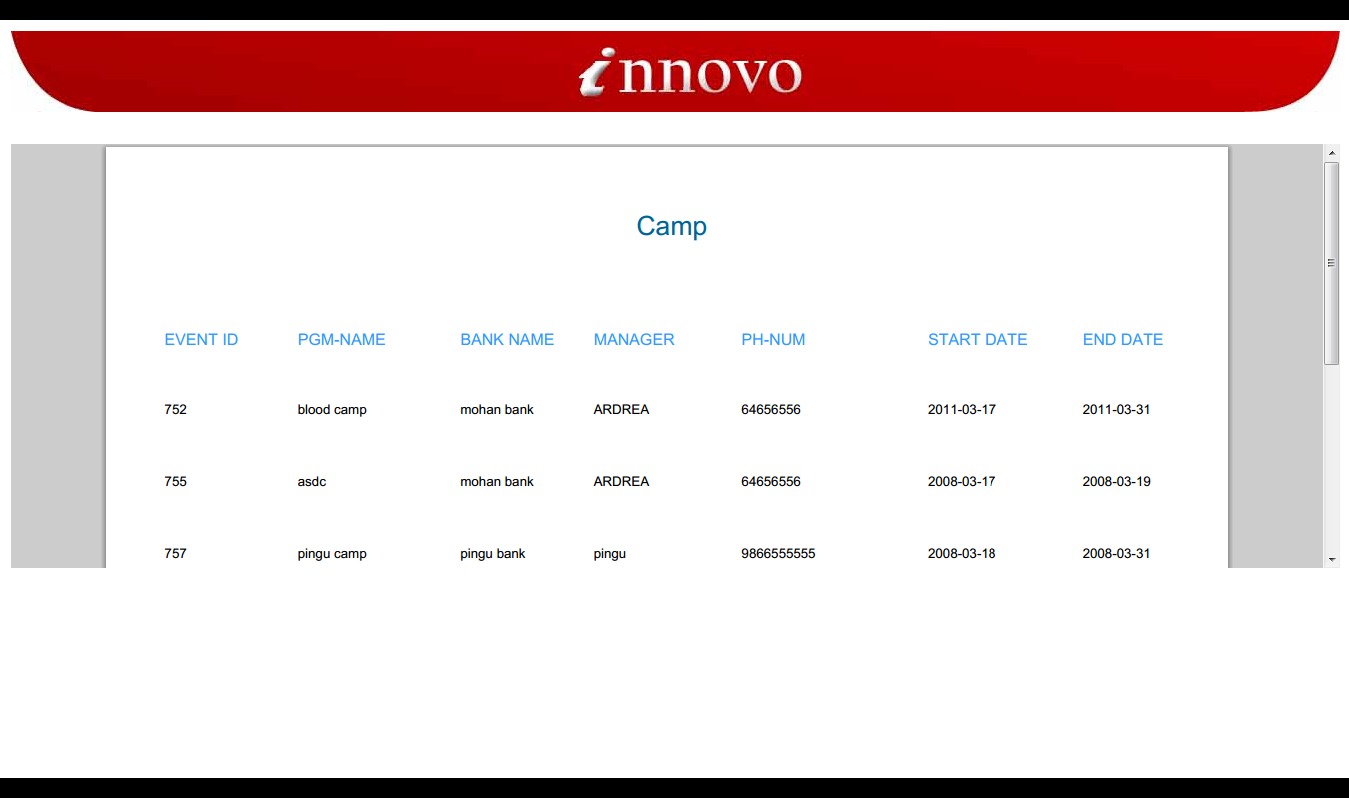 innovo
Camp
EVENT ID PGM-NAME BANK NAME MANAGER PH-NUM START DATE END DATE
752 blood camp mohan bank ARDREA 64656556 2011-03-17 2011-03-31
755 asdc mohan bank ARDREA 64656556 2008-03-17 2008-03-19
757 pingu camp pingu bank pingu 9866555555 2008-03-18 2008-03-31